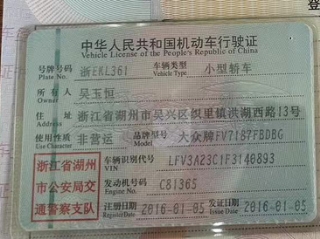 中华人民共和国机动车行驶证
Vehicle License of the People's Republic of China
号牌号码 浙EKL361 车辆类型 小型轿车
Plate No. Vehicle Type
所有人 吴玉恒
Owner
住址 浙江省湖州市吴兴区织里镇洪湖西路13号
Address
使用性质 非营运 品牌型号 大众牌FV7187FBDBG
Use Character Model
浙江省湖州 车辆识别代号 LFV3A23C1F3140893
VIN
市公安局交 发动机号码 C81365
Engine No.
通警察支队 注册日期 2016-01-05 发证日期 2016-01-05
Register Date Issue Date